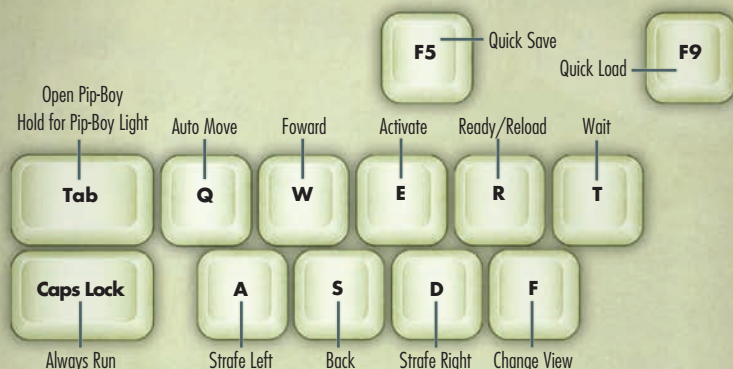 F5
Quick Save
F9
Quick Load
Open Pip-Boy
Hold for Pip-Boy Light
Auto Move
Foward
Activate
Ready/Reload
Wait
Tab
Q
W
E
R
T
Caps Lock
A
S
D
F
Always Run
Strafe Left
Back
Strafe Right
Change View